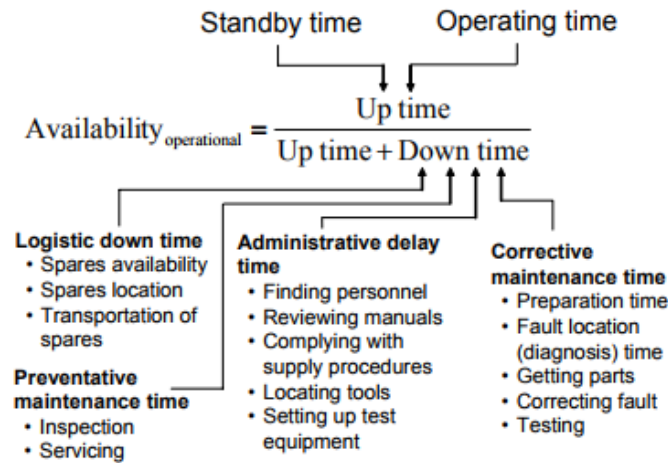 Standby time
Operating time
Availability operational = Up time
Up time + Down time
Logistic down time
• Spares availability
• Spares location
• Transportation of
spares
Preventative
maintenance time
• Inspection
• Servicing
Administrative delay
time
• Finding personnel
• Reviewing manuals
• Complying with
supply procedures
• Locating tools
• Setting up test
equipment
Corrective
maintenance time
• Preparation time
• Fault location
(diagnosis) time
• Getting parts
• Correcting fault
• Testing